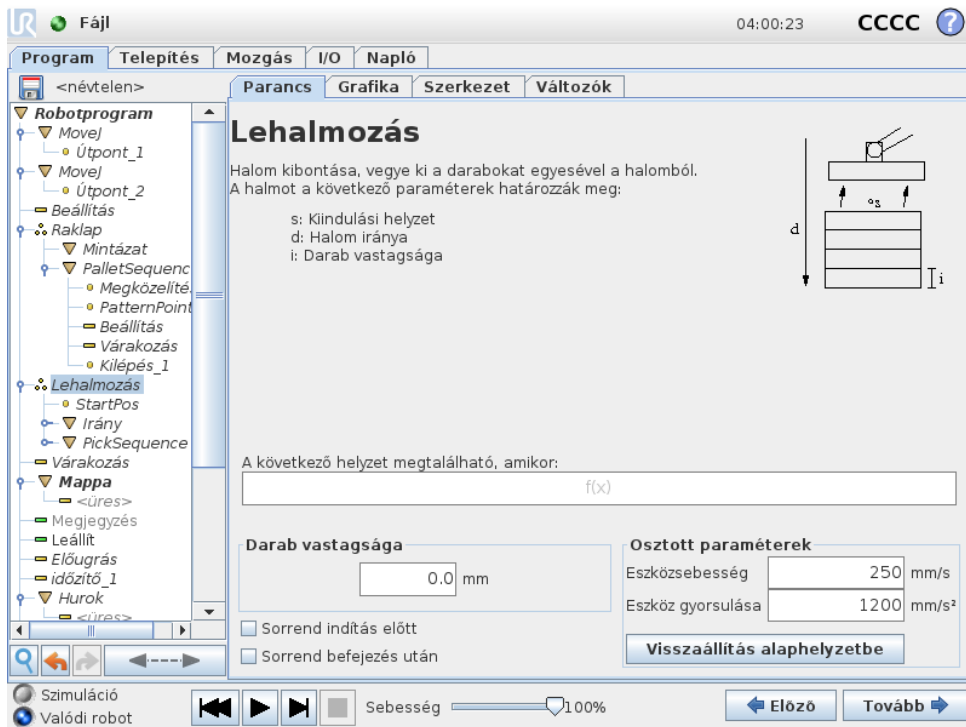 Fájl
04:00:23
CCCC
?
Program
Telepítés
Mozgás
I/O
Napló
<névtelen>
Parancs
Grafika
Szerkezet
Változók
Robotprogram
MoveJ
Útpont_1
MoveJ
Útpont_2
Beállítás
Raklap
Mintázat
PalletSequenc
Megközelíté
PatternPoint
Beállítás
Várakozás
Kilépés_1
Lehalmozás
StartPos
Irány
PickSequence
Várakozás
Mappa
<üres>
Megjegyzés
Leállít
Előugrás
időzítő_1
Hurok
<üres>
Lehalmozás
Halom kibontása, vegye ki a darabokat egyesével a halomból.
A halmot a következő paraméterek határozzák meg:
s: Kiindulási helyzet
d: Halom iránya
i: Darab vastagsága
s
d
i
A következő helyzet megtalálható, amikor:
f(x)
Darab vastagsága
0.0 mm
Sorrend indítás előtt
Sorrend befejezés után
Osztott paraméterek
Eszközsebesség 250 mm/s
Eszköz gyorsulása 1200 mm/s²
Visszaállítás alaphelyzetbe
Szimuláció
Valódi robot
Sebesség 100%
Előző
Tovább